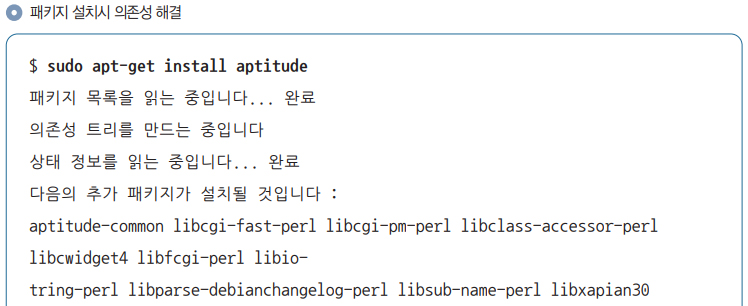 패키지 설치시 의존성 해결
$ sudo apt-get install aptitude
패키지 목록을 읽는 중입니다... 완료
의존성 트리를 만드는 중입니다
상태 정보를 읽는 중입니다... 완료
다음의 추가 패키지가 설치될 것입니다 :
aptitude-common libcgi-fast-perl libcgi-pm-perl libclass-accessor-perl
libcwidget4 libfcgi-perl libio-
tring-perl libparse-debianchangelog-perl libsub-name-perl libxapian30